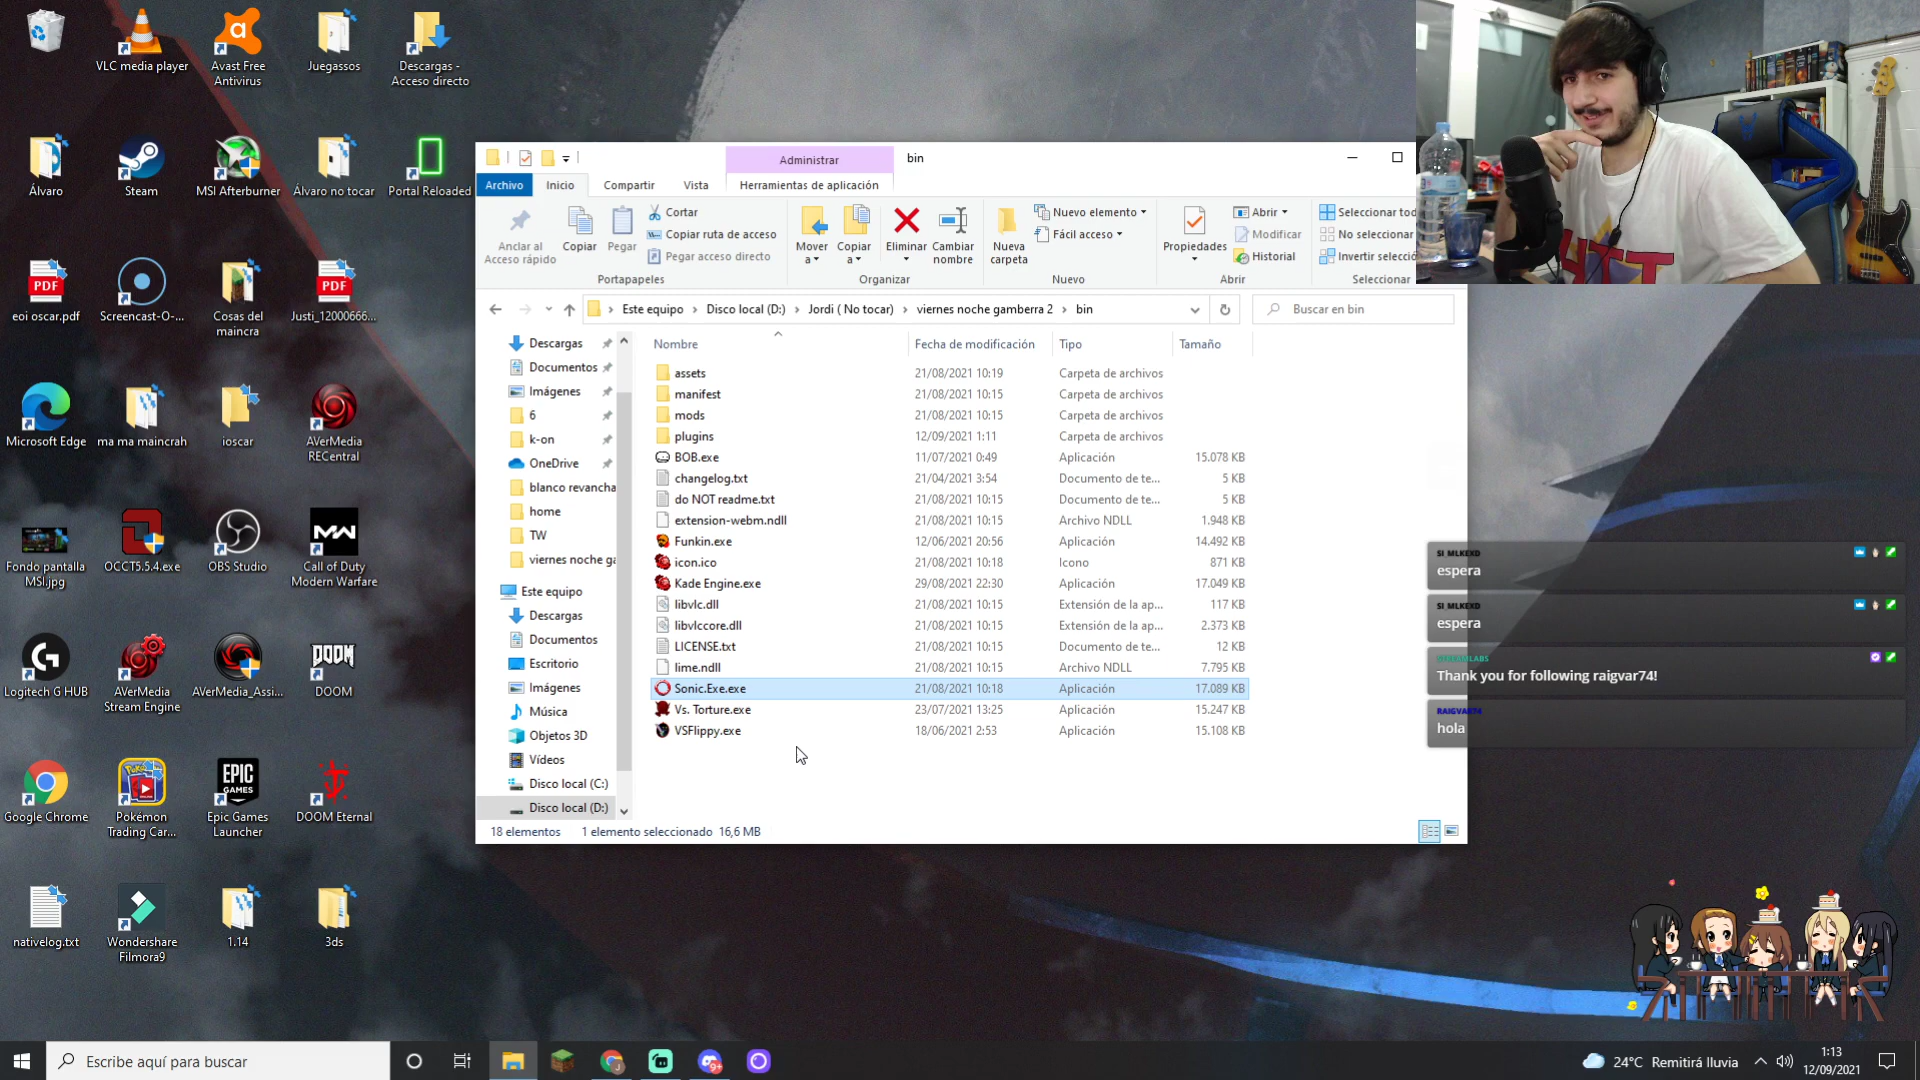 VLC media player
Avast Free
Antivirus
Juegassos
Descargas -
Acceso directo
Álvaro
Steam
MSI Afterburner
Álvaro no tocar
Portal Reloaded
eoi oscar.pdf
Screencast-O-...
Cosas del
maincra
Justi_12000666...
Microsoft Edge
ma ma maincrah
ioscar
AVerMedia
RECentral
Fondo pantalla
MSI.jpg
OCCT5.5.4.exe
OBS Studio
Call of Duty
Modern Warfare
Logitech G HUB
AVerMedia
Stream Engine
AVerMedia_Assi...
DOOM
Google Chrome
Pokémon
Trading Car...
Epic Games
Launcher
DOOM Eternal
nativelog.txt
Wondershare
Filmora9
1.14
3ds
PDF
PDF
MW
DOOM
EPIC
GAMES
Administrar
bin
Archivo
Inicio
Compartir
Vista
Herramientas de aplicación
Anclar al
Acceso rápido
Copiar
Pegar
Cortar
Copiar ruta de acceso
Pegar acceso directo
Portapapeles
Mover
a
Copiar
a
Eliminar
Cambiar
nombre
Organizar
Nueva
carpeta
Nuevo elemento
Fácil acceso
Nuevo
Propiedades
Abrir
Modificar
Historial
Abrir
Seleccionar tod
No seleccionar
Invertir selecció
Seleccionar
Este equipo > Disco local (D:) > Jordi ( No tocar) > viernes noche gamberra 2 > bin
Buscar en bin
Descargas
Documentos
Imágenes
6
k-on
OneDrive
blanco revancha
home
TW
viernes noche ga
Este equipo
Descargas
Documentos
Escritorio
Imágenes
Música
Objetos 3D
Vídeos
Disco local (C:)
Disco local (D:)
Nombre Fecha de modificación Tipo Tamaño
assets 21/08/2021 10:19 Carpeta de archivos
manifest 21/08/2021 10:15 Carpeta de archivos
mods 21/08/2021 10:15 Carpeta de archivos
plugins 12/09/2021 1:11 Carpeta de archivos
BOB.exe 11/07/2021 0:49 Aplicación 15.078 KB
changelog.txt 21/04/2021 3:54 Documento de te... 5 KB
do NOT readme.txt 21/08/2021 10:15 Documento de te... 5 KB
extension-webm.ndll 21/08/2021 10:15 Archivo NDLL 1.948 KB
Funkin.exe 12/06/2021 20:56 Aplicación 14.492 KB
icon.ico 21/08/2021 10:18 Icono 871 KB
Kade Engine.exe 29/08/2021 22:30 Aplicación 17.049 KB
libvlc.dll 21/08/2021 10:15 Extensión de la ap... 117 KB
libvlccore.dll 21/08/2021 10:15 Extensión de la ap... 2.373 KB
LICENSE.txt 21/08/2021 10:15 Documento de te... 12 KB
lime.ndll 21/08/2021 10:15 Archivo NDLL 7.795 KB
Sonic.Exe.exe 21/08/2021 10:18 Aplicación 17.089 KB
Vs. Torture.exe 23/07/2021 13:25 Aplicación 15.247 KB
VSFlippy.exe 18/06/2021 2:53 Aplicación 15.108 KB
18 elementos 1 elemento seleccionado 16,6 MB
SI_MLKEXD
espera
SI_MLKEXD
espera
STREAMLABS
Thank you for following raigvar74!
RAIGVAR74
hola
Escribe aquí para buscar
24°C Remitirá lluvia
1:13
12/09/2021